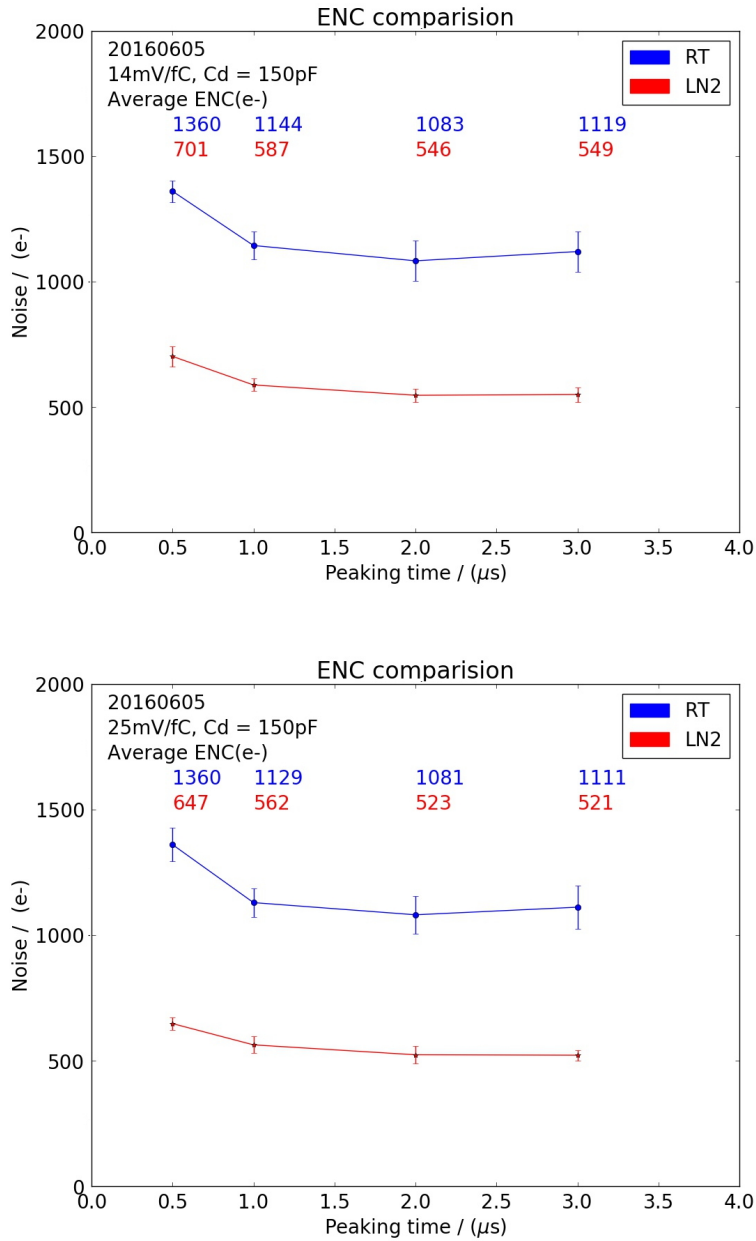 ENC comparision
20160605
14mV/fC, Cd = 150pF
Average ENC(e-)
1360 1144 1083 1119
701 587 546 549
RT
LN2
2000
1500
1000
500
0
Noise / (e-)
0.0 0.5 1.0 1.5 2.0 2.5 3.0 3.5 4.0
Peaking time / (μs)
ENC comparision
20160605
25mV/fC, Cd = 150pF
Average ENC(e-)
1360 1129 1081 1111
647 562 523 521
RT
LN2
2000
1500
1000
500
0
Noise / (e-)
0.0 0.5 1.0 1.5 2.0 2.5 3.0 3.5 4.0
Peaking time / (μs)